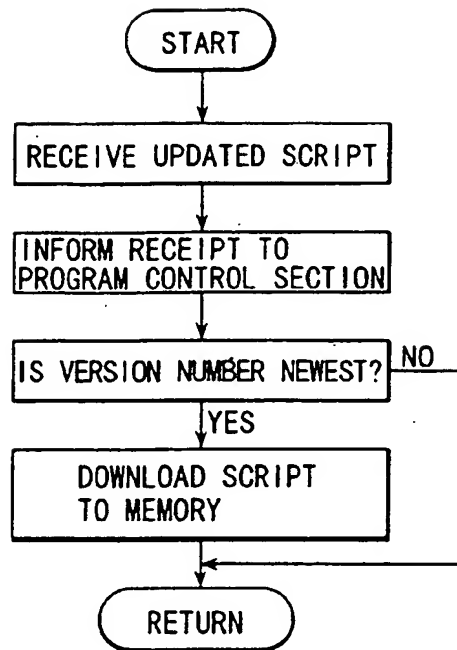 START
RECEIVE UPDATED SCRIPT
INFORM RECEIPT TO
PROGRAM CONTROL SECTION
IS VERSION NUMBER NEWEST?
NO
YES
DOWNLOAD SCRIPT
TO MEMORY
RETURN